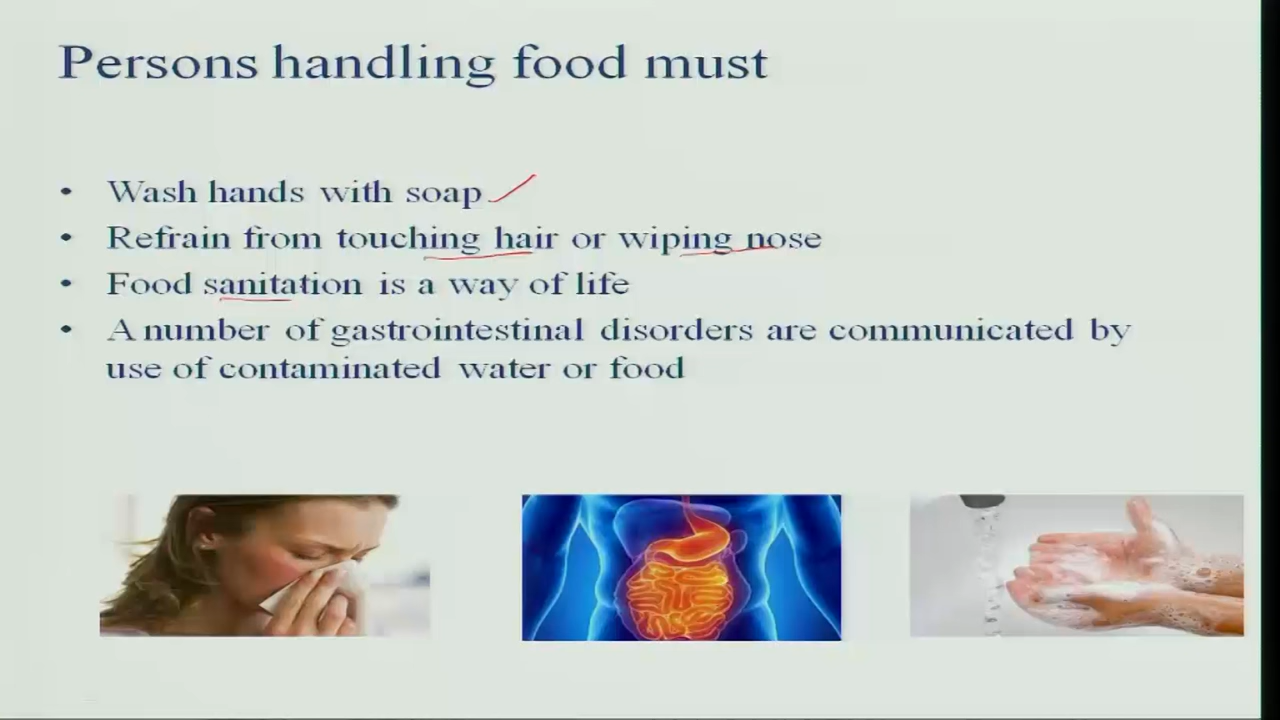 Persons handling food must
• Wash hands with soap
• Refrain from touching hair or wiping nose
• Food sanitation is a way of life
• A number of gastrointestinal disorders are communicated by
use of contaminated water or food